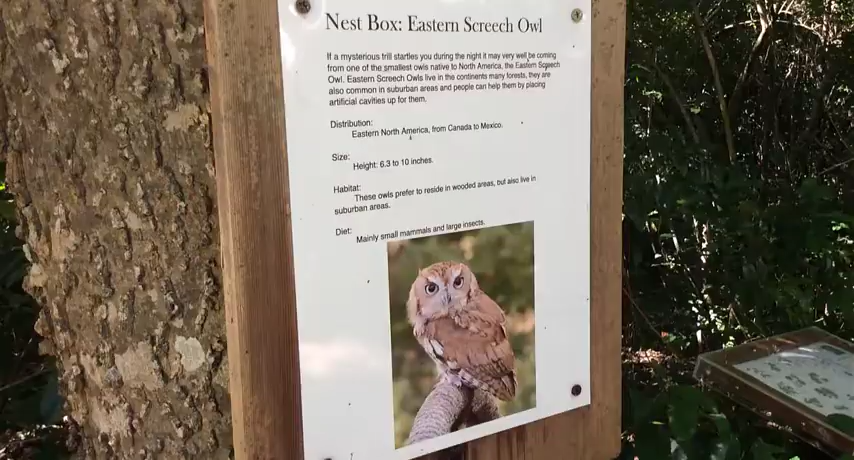 Nest Box: Eastern Screech Owl
If a mysterious trill startles you during the night it may very well be coming
from one of the smallest owls native to North America, the Eastern Screech
Owl. Eastern Screech Owls live in the continents many forests, they are
also common in suburban areas and people can help them by placing
artificial cavities up for them.
Distribution:
Eastern North America, from Canada to Mexico.
Size:
Height: 6.3 to 10 inches.
Habitat:
These owls prefer to reside in wooded areas, but also live in
suburban areas.
Diet:
Mainly small mammals and large insects.